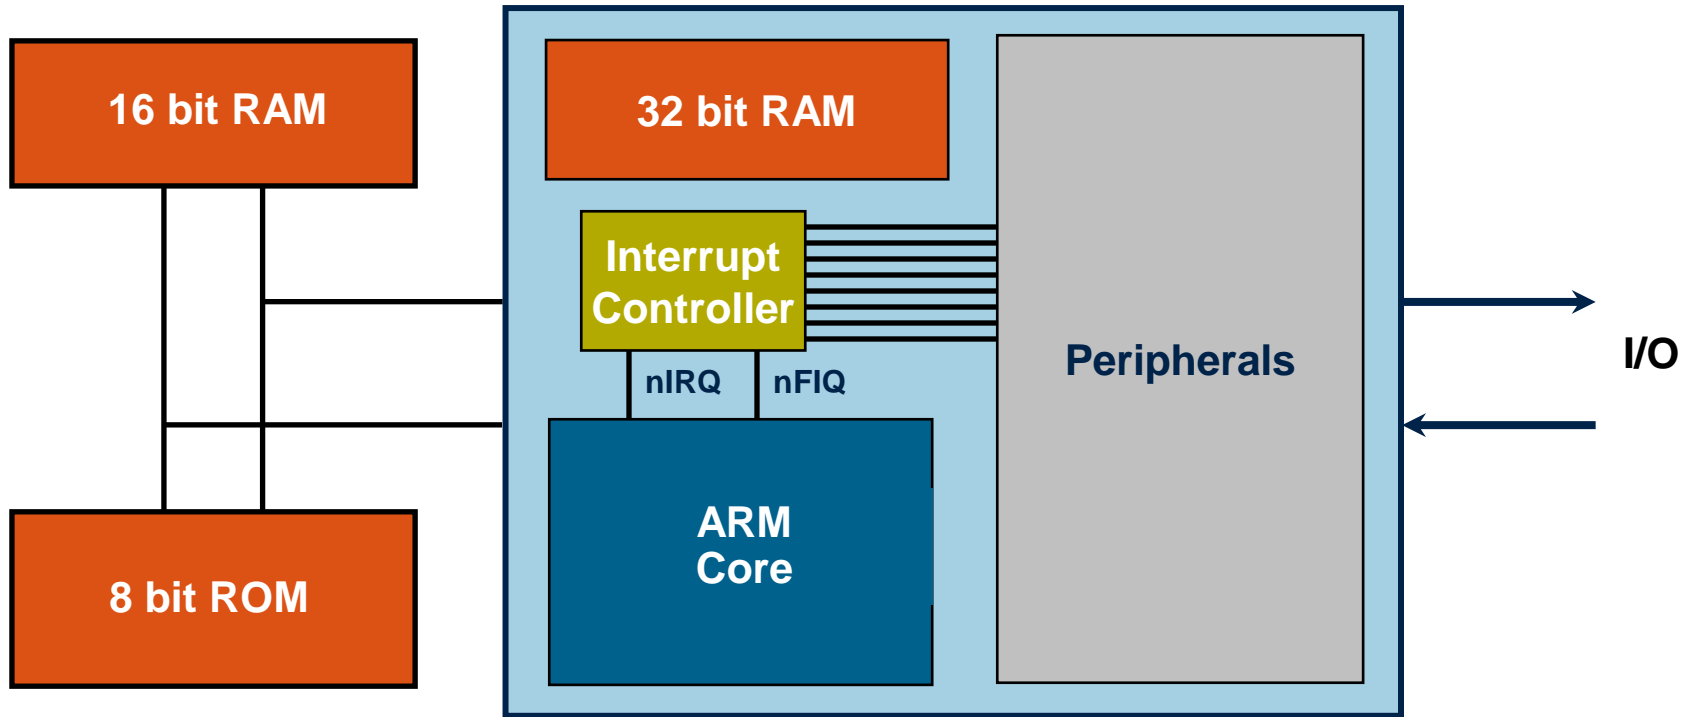 16 bit RAM
32 bit RAM
Interrupt
Controller
nIRQ
nFIQ
Peripherals
I/O
ARM
Core
8 bit ROM